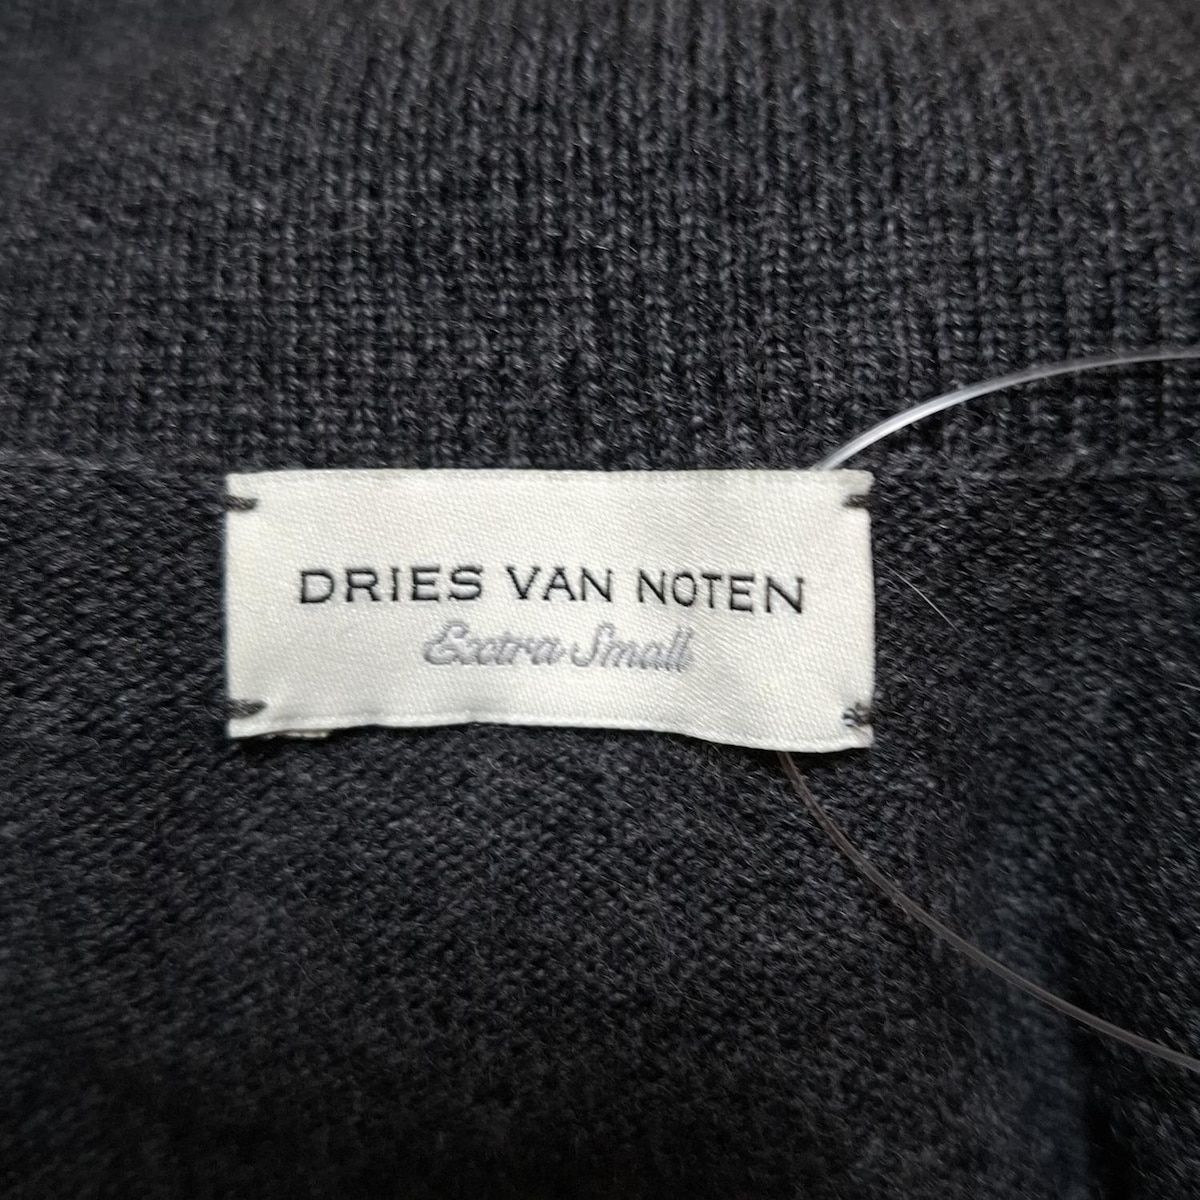 DRIES VAN NOTEN
Extra Small